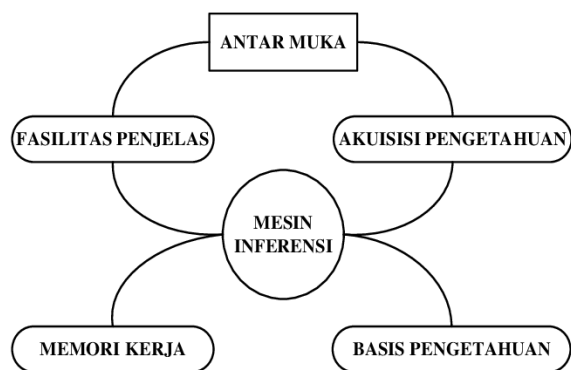 ANTAR MUKA
FASILITAS PENJELAS
AKUISISI PENGETAHUAN
MESIN
INFERENSI
MEMORI KERJA
BASIS PENGETAHUAN